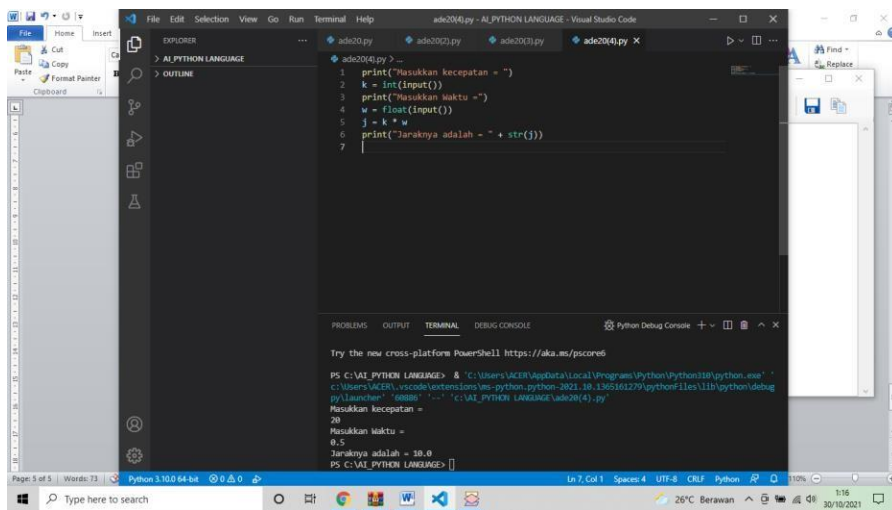 File Edit Selection View Go Run Terminal Help
ade20(4).py - AI_PYTHON LANGUAGE - Visual Studio Code
File Home Insert
Cut
Copy
Paste
Format Painter
Clipboard
Find
Replace
EXPLORER
> AI_PYTHON LANGUAGE
> OUTLINE
ade20.py ade20(2).py ade20(3).py ade20(4).py
ade20(4).py > ...
1 print("Masukkan kecepatan = ")
2 k = int(input())
3 print("Masukkan Waktu =")
4 w = float(input())
5 j = k * w
6 print("Jaraknya adalah = " + str(j))
7
PROBLEMS OUTPUT TERMINAL DEBUG CONSOLE
Python Debug Console
Try the new cross-platform PowerShell https://aka.ms/pscore6
PS C:\AI_PYTHON LANGUAGE> & 'C:\Users\ACER\AppData\Local\Programs\Python\Python310\python.exe' '
c:\Users\ACER\.vscode\extensions\ms-python.python-2021.10.1365161279\pythonFiles\lib\python\debug
py\launcher' '60886' '--' 'c:\AI_PYTHON LANGUAGE\ade20(4).py'
Masukkan kecepatan =
20
Masukkan Waktu =
0.5
Jaraknya adalah = 10.0
PS C:\AI_PYTHON LANGUAGE>
Page: 5 of 5 Words: 73
Python 3.10.0 64-bit 0 0
Ln 7, Col 1 Spaces: 4 UTF-8 CRLF Python
110%
Type here to search
26°C Berawan
1:16
30/10/2021